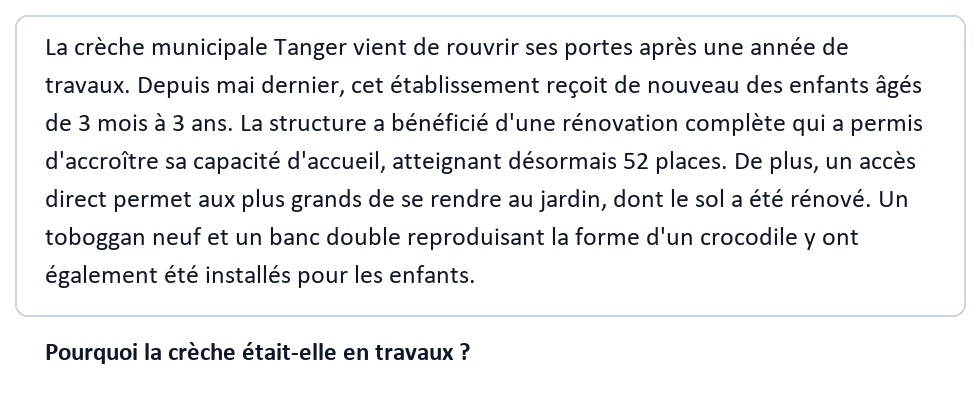 La crèche municipale Tanger vient de rouvrir ses portes après une année de
travaux. Depuis mai dernier, cet établissement reçoit de nouveau des enfants âgés
de 3 mois à 3 ans. La structure a bénéficié d'une rénovation complète qui a permis
d'accroître sa capacité d'accueil, atteignant désormais 52 places. De plus, un accès
direct permet aux plus grands de se rendre au jardin, dont le sol a été rénové. Un
toboggan neuf et un banc double reproduisant la forme d'un crocodile y ont
également été installés pour les enfants.
Pourquoi la crèche était-elle en travaux ?